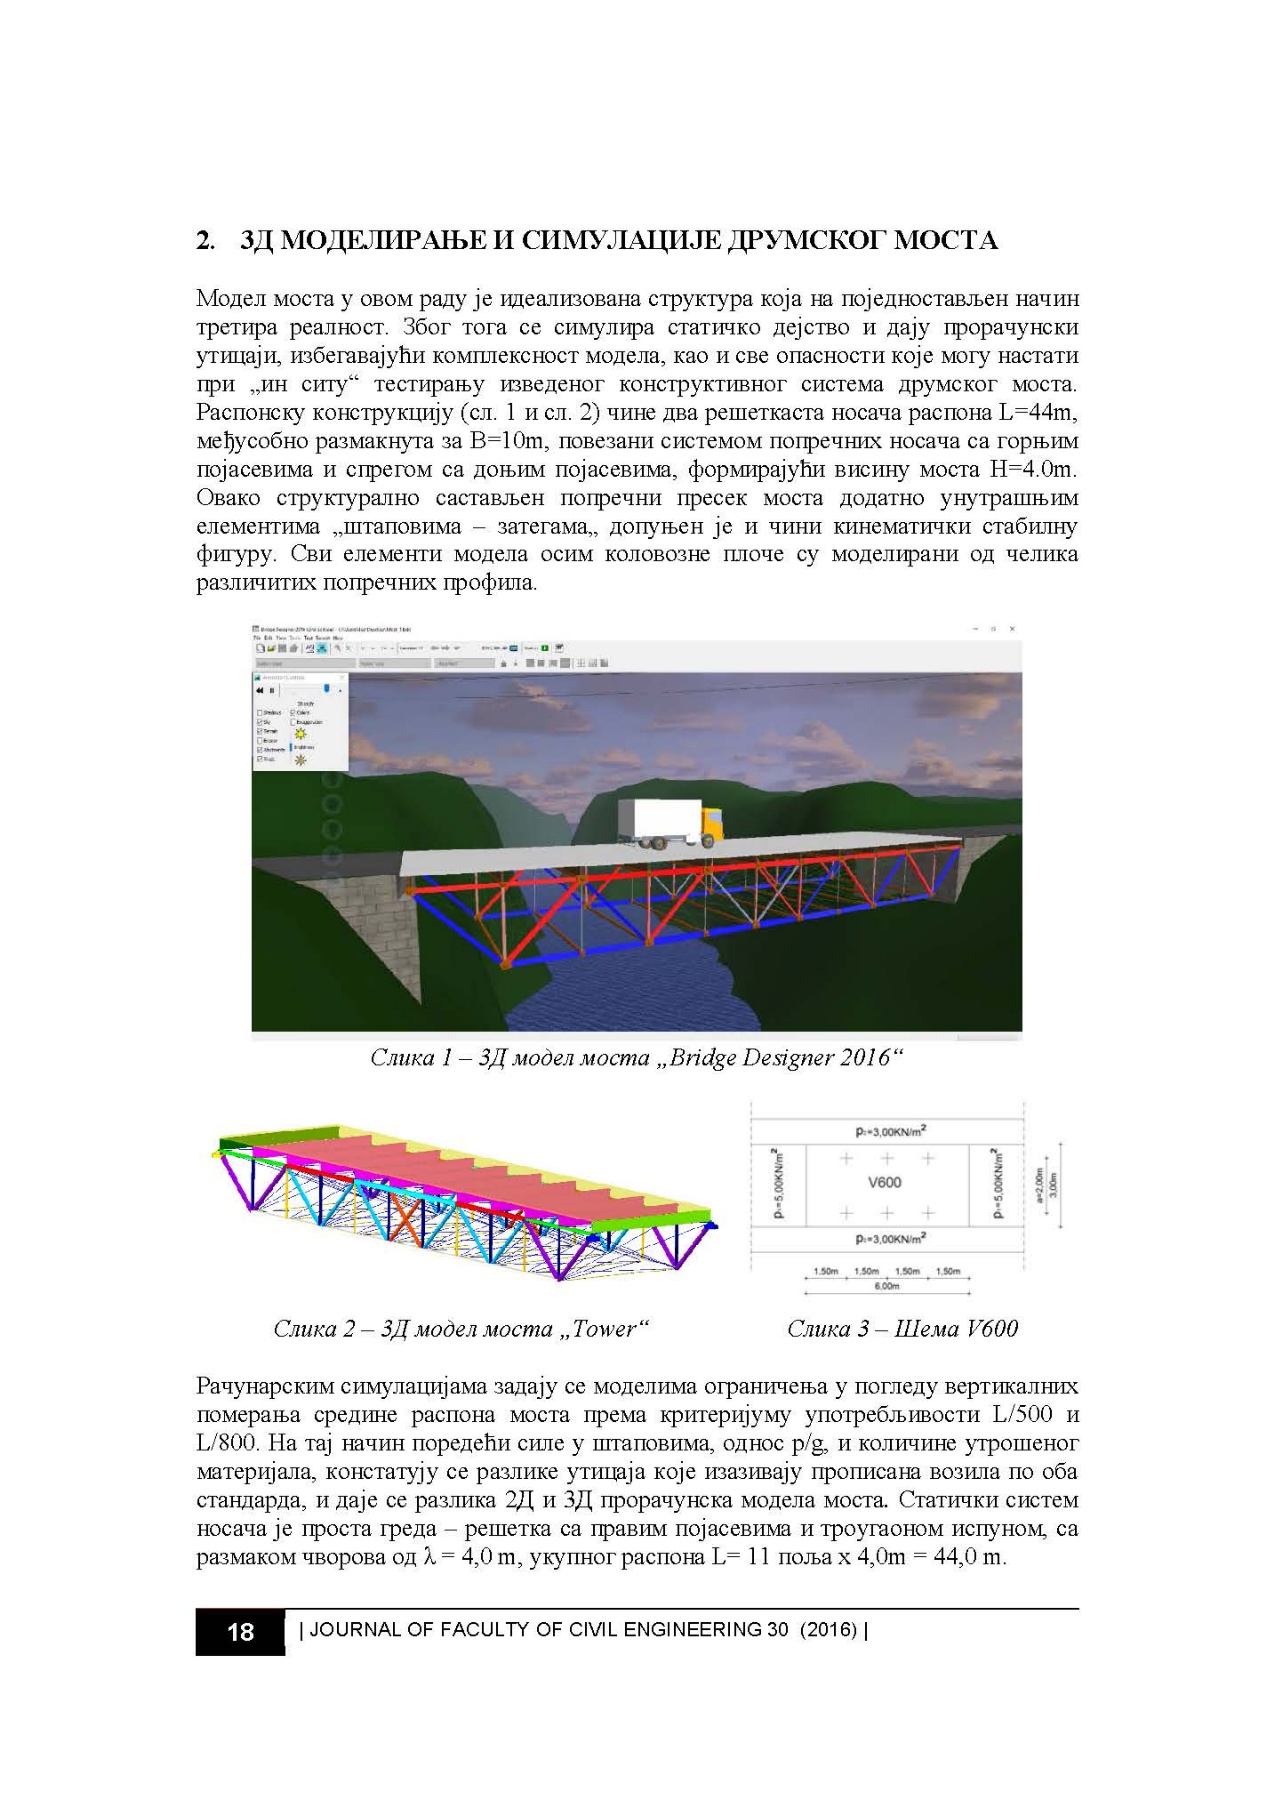 2. 3Д МОДЕЛИРАЊЕ И СИМУЛАЦИЈЕ ДРУМСКОГ МОСТА
Модел моста у овом раду је идеализована структура која на поједностављен начин
третира реалност. Због тога се симулира статичко дејство и дају прорачунски
утицаји, избегавајући комплексност модела, као и све опасности које могу настати
при „ин ситу“ тестирању изведеног конструктивног система друмског моста.
Распонску конструкцију (сл. 1 и сл. 2) чине два решеткаста носача распона L=44m,
међусобно размакнута за B=10m, повезани системом попречних носача са горњим
појасевима и спрегом са доњим појасевима, формирајући висину моста H=4.0m.
Овако структурално састављен попречни пресек моста додатно унутрашњим
елементима „штаповима – затегама„ допуњен је и чини кинематички стабилну
фигуру. Сви елементи модела осим коловозне плоче су моделирани од челика
различитих попречних профила.
Слика 1 – 3Д модел моста „Bridge Designer 2016“
p₂=3,00KN/m²
p₁=5,00KN/m²
V600
p₁=5,00KN/m²
a=2,00m
3,00m
p₂=3,00KN/m²
1,50m 1,50m 1,50m 1,50m
6,00m
Слика 2 – 3Д модел моста „Tower“
Слика 3 – Шема V600
Рачунарским симулацијама задају се моделима ограничења у погледу вертикалних
померања средине распона моста према критеријуму употребљивости L/500 и
L/800. На тај начин поредећи силе у штаповима, однос p/g, и количине утрошеног
материјала, констатују се разлике утицаја које изазивају прописана возила по оба
стандарда, и даје се разлика 2Д и 3Д прорачунска модела моста. Статички систем
носача је проста греда – решетка са правим појасевима и троугаоном испуном, са
размаком чворова од λ = 4,0 m, укупног распона L= 11 поља x 4,0m = 44,0 m.
18 | JOURNAL OF FACULTY OF CIVIL ENGINEERING 30 (2016) |